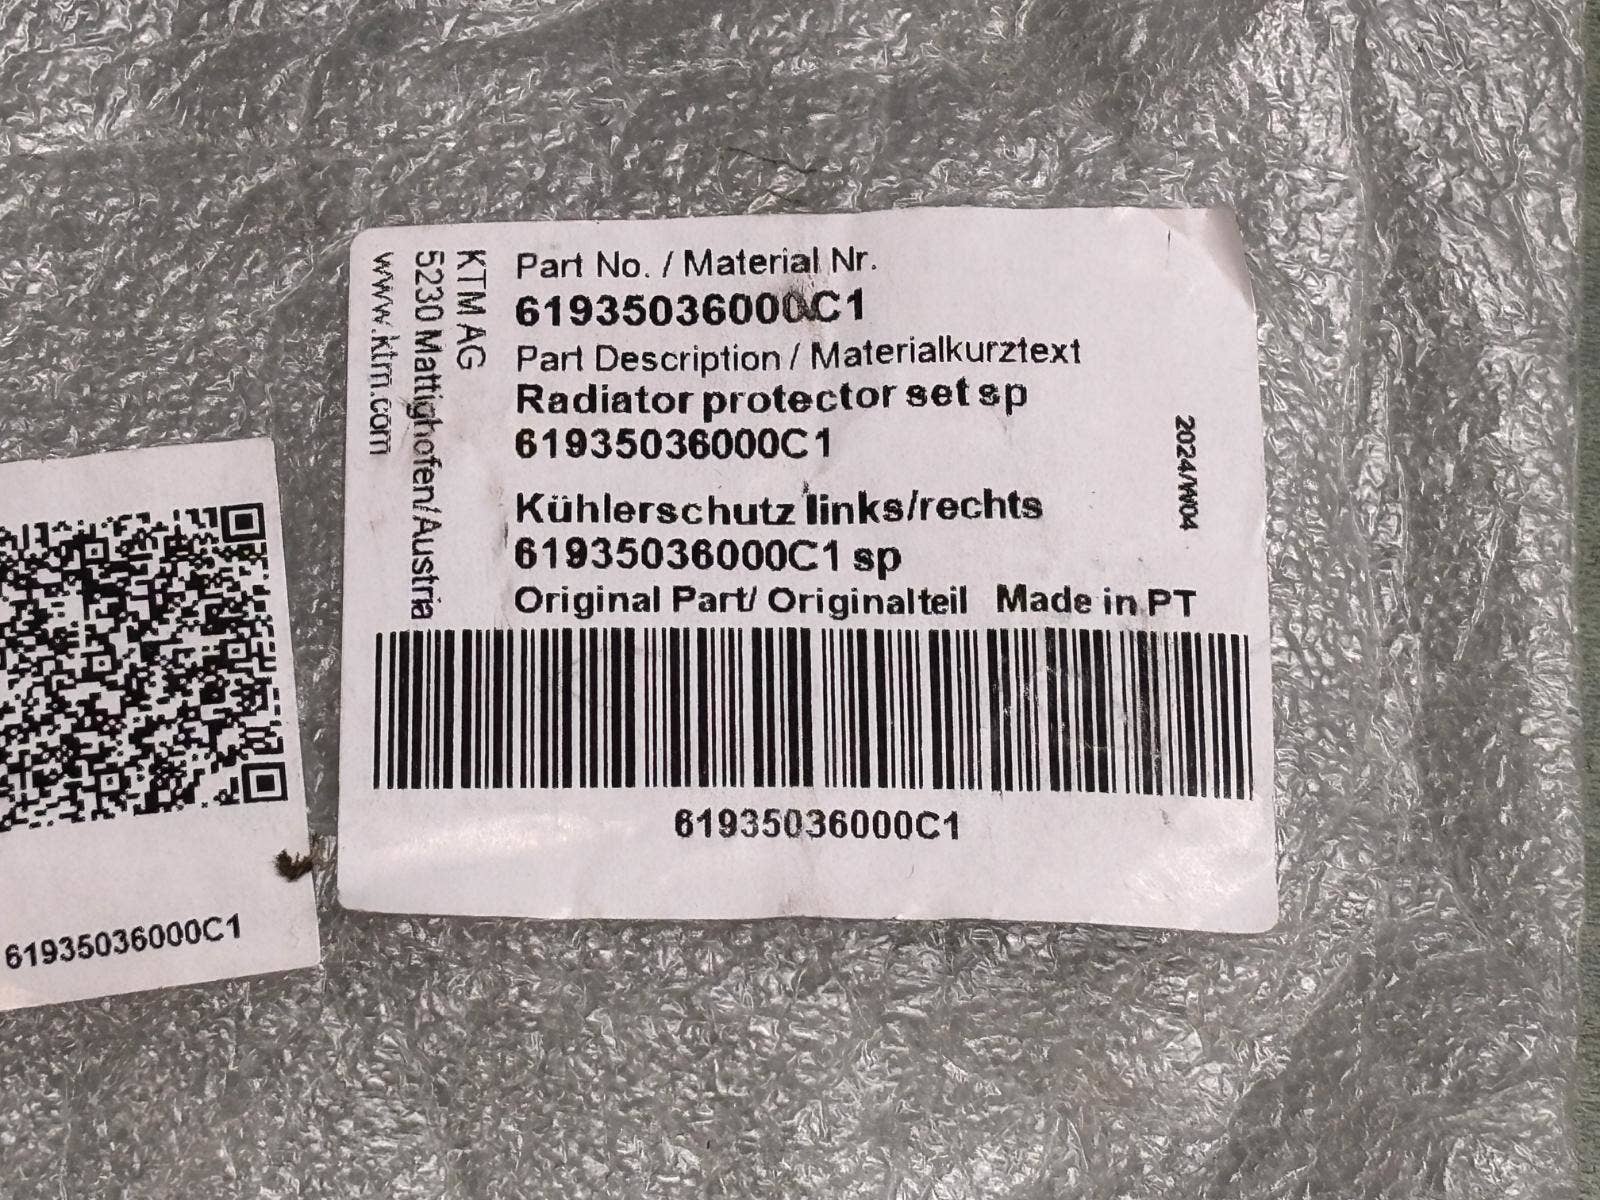 KTM AG
5230 Mattighofen/Austria
www.ktm.com
Part No. / Material Nr.
61935036000C1
Part Description / Materialkurztext
Radiator protector set sp
61935036000C1
Kühlerschutz links/rechts
61935036000C1 sp
Original Part/ Originalteil Made in PT
2024/W04
61935036000C1
61935036000C1